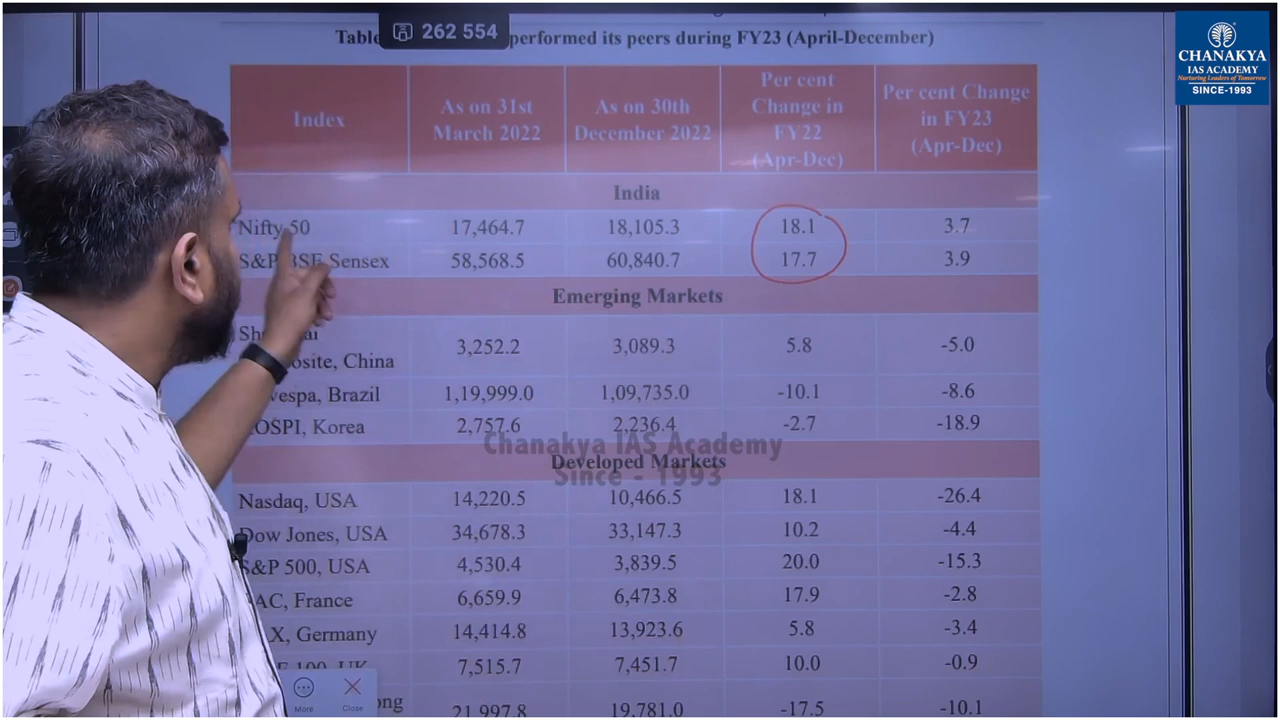 262 554
CHANAKYA
IAS ACADEMY
Nurturing Leaders of Tomorrow
SINCE-1993
Table performed its peers during FY23 (April-December)
Index As on 31st March 2022 As on 30th December 2022 Per cent Change in FY22 (Apr-Dec) Per cent Change in FY23 (Apr-Dec)
India
Nifty 50 17,464.7 18,105.3 18.1 3.7
S&P BSE Sensex 58,568.5 60,840.7 17.7 3.9
Emerging Markets
China 3,252.2 3,089.3 5.8 -5.0
Brazil 1,19,999.0 1,09,735.0 -10.1 -8.6
Korea 2,757.6 2,236.4 -2.7 -18.9
Chanakya IAS Academy
Developed Markets
Since - 1993
Nasdaq, USA 14,220.5 10,466.5 18.1 -26.4
Dow Jones, USA 34,678.3 33,147.3 10.2 -4.4
S&P 500, USA 4,530.4 3,839.5 20.0 -15.3
France 6,659.9 6,473.8 17.9 -2.8
Germany 14,414.8 13,923.6 5.8 -3.4
7,515.7 7,451.7 10.0 -0.9
21,997.8 19,781.0 -17.5 -10.1
More Close